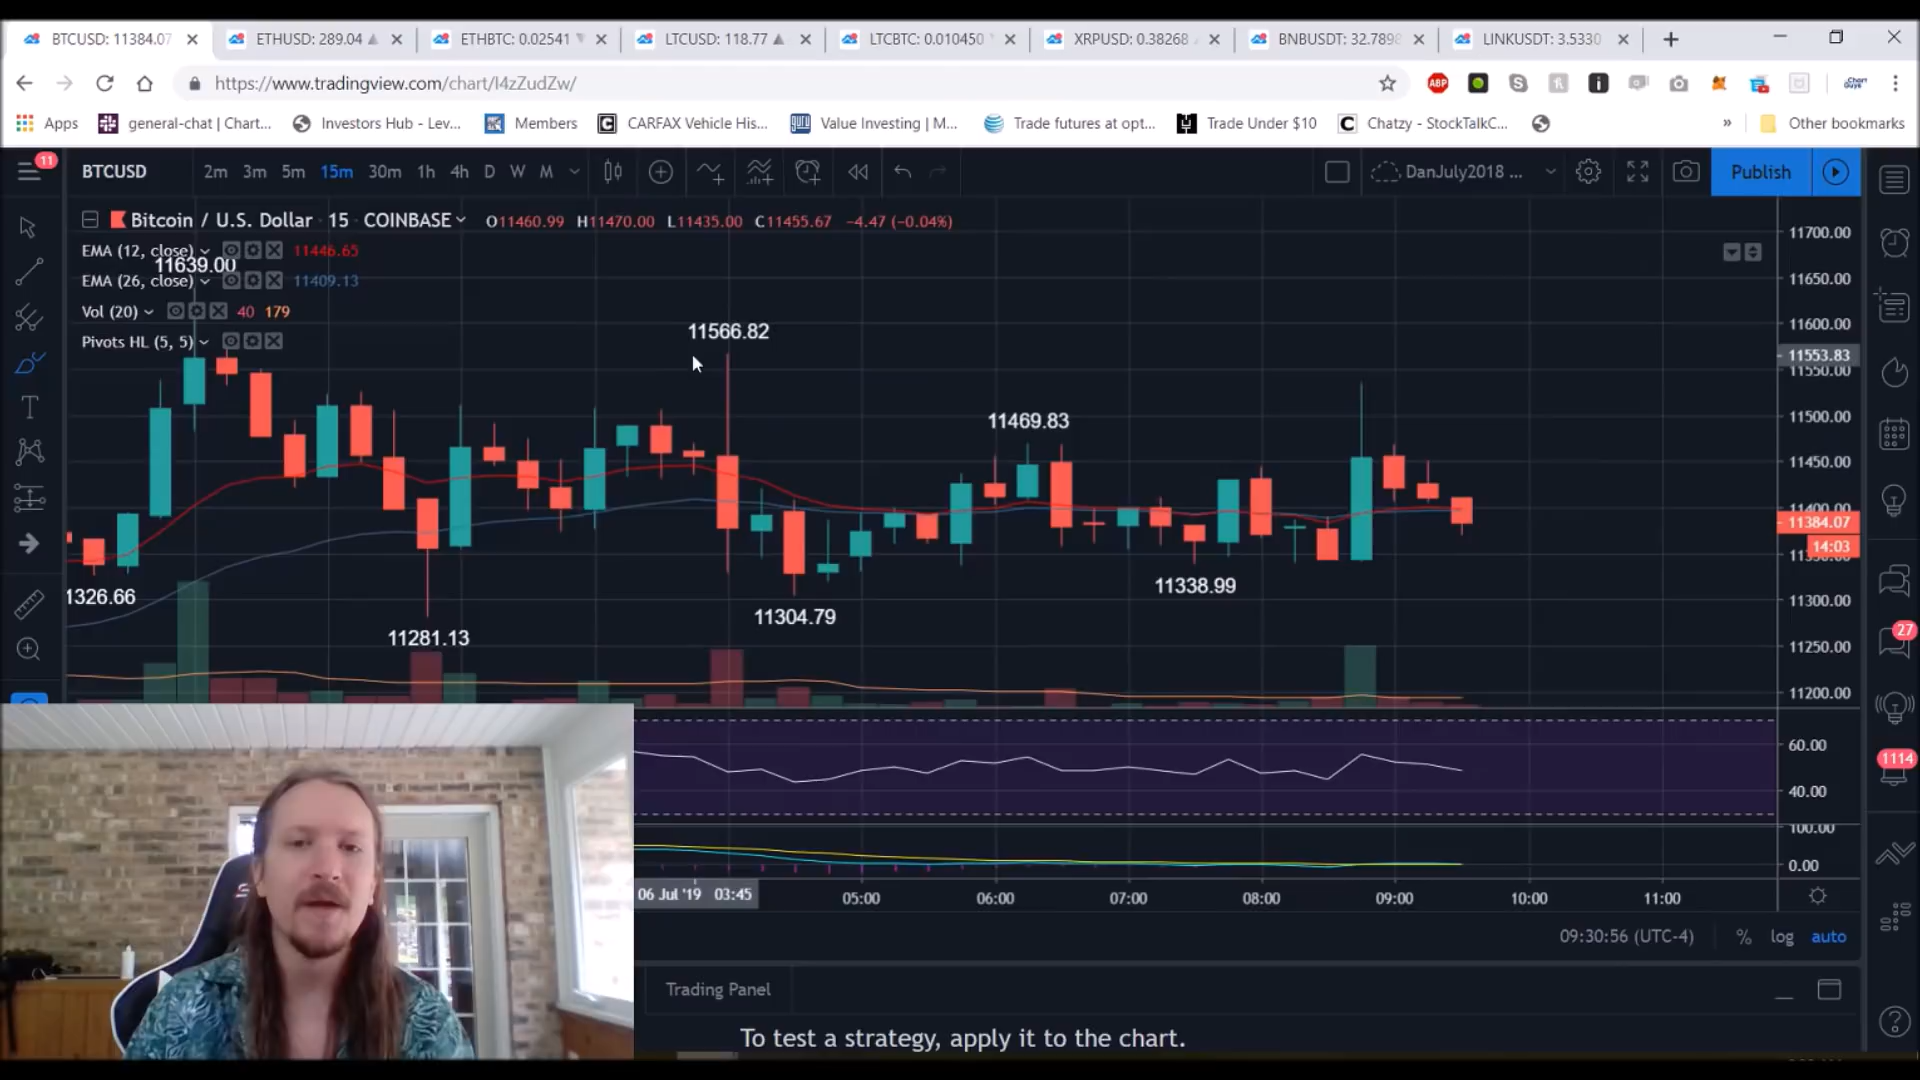 BTCUSD: 11384.07
ETHUSD: 289.04 ▲
ETHBTC: 0.02541 ▼
LTCUSD: 118.77 ▲
LTCBTC: 0.010450
XRPUSD: 0.38268
BNBUSDT: 32.7898
LINKUSDT: 3.5330
https://www.tradingview.com/chart/I4zZudZw/
ABP
Apps
general-chat | Chart...
Investors Hub - Lev...
Members
CARFAX Vehicle His...
Value Investing | M...
Trade futures at opt...
Trade Under $10
Chatzy - StockTalkC...
»
Other bookmarks
11
BTCUSD
2m 3m 5m 15m 30m 1h 4h D W M
DanJuly2018 ...
Publish
Bitcoin / U.S. Dollar 15 COINBASE
O11460.99 H11470.00 L11435.00 C11455.67 −4.47 (−0.04%)
EMA (12, close) 11446.65
11639.00
EMA (26, close) 11409.13
Vol (20) 40 179
Pivots HL (5, 5)
11566.82
11469.83
11338.99
11304.79
1326.66
11281.13
11700.00
11650.00
11600.00
11553.83
11550.00
11500.00
11450.00
11400.00
11384.07
14:03
11300.00
11250.00
11200.00
60.00
40.00
100.00
0.00
27
1114
06 Jul '19 03:45
05:00
06:00
07:00
08:00
09:00
10:00
11:00
09:30:56 (UTC-4)
% log auto
Trading Panel
To test a strategy, apply it to the chart.